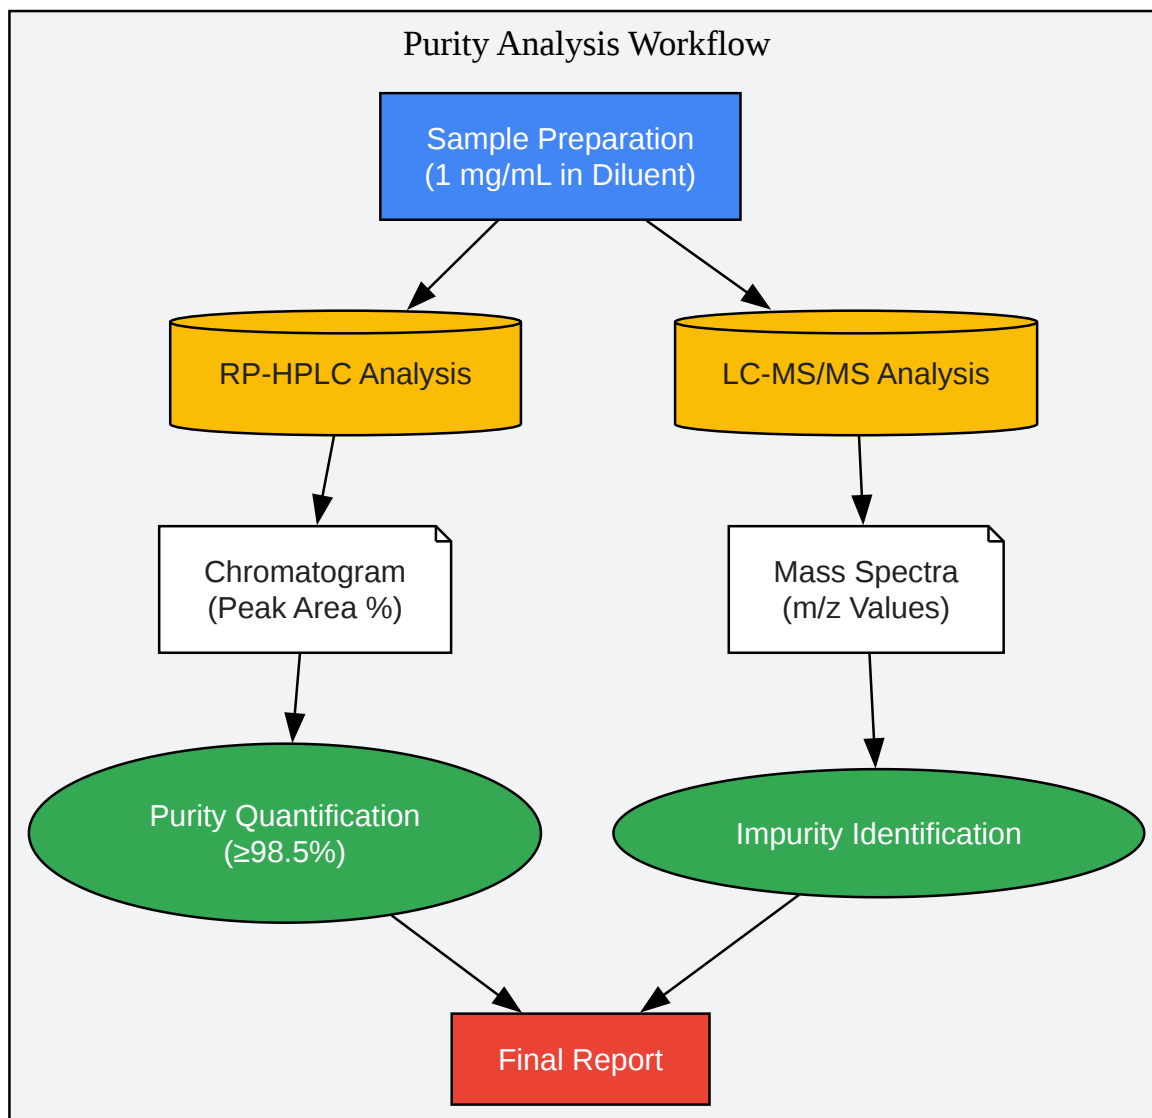 Purity Analysis Workflow
Sample Preparation
(1 mg/mL in Diluent)
RP-HPLC Analysis
LC-MS/MS Analysis
Chromatogram
(Peak Area %)
Mass Spectra
(m/z Values)
Purity Quantification
(≥98.5%)
Impurity Identification
Final Report